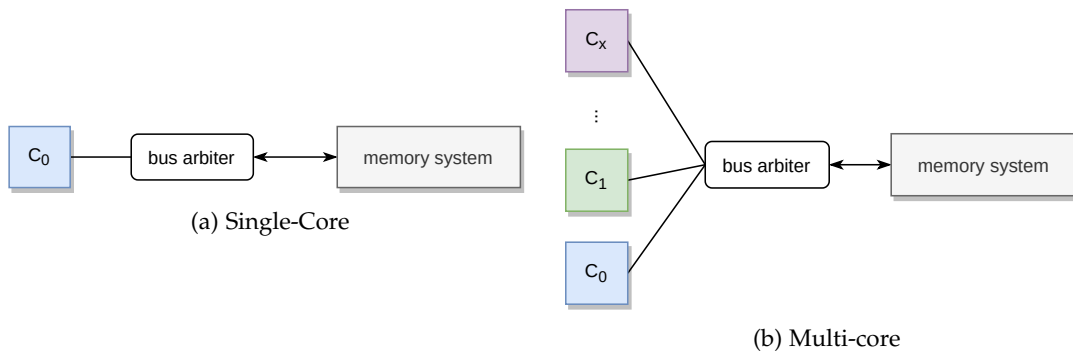 C0
bus arbiter
memory system
(a) Single-Core
Cx
...
C1
C0
bus arbiter
memory system
(b) Multi-core